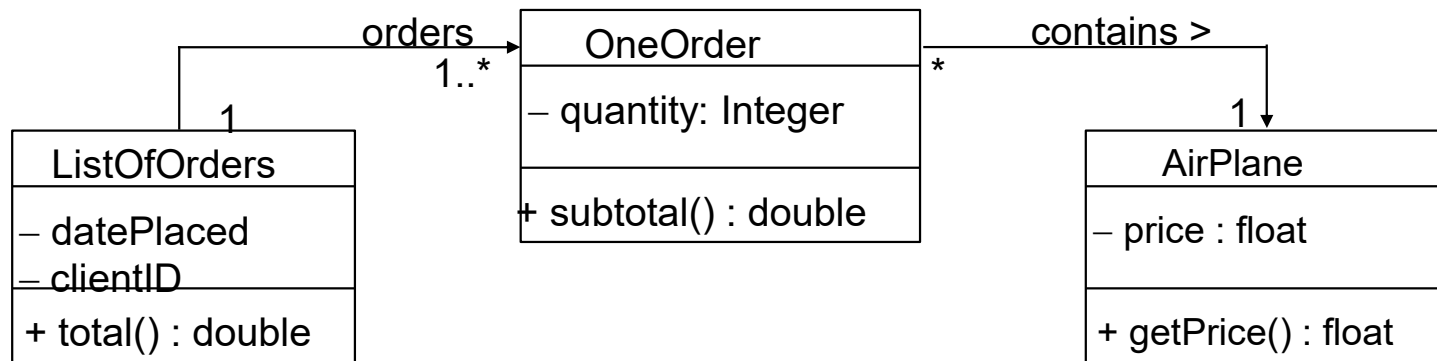 orders
1..*
1
ListOfOrders
– datePlaced
– clientID
+ total() : double
OneOrder
– quantity: Integer
+ subtotal() : double
contains >
*
1
AirPlane
– price : float
+ getPrice() : float